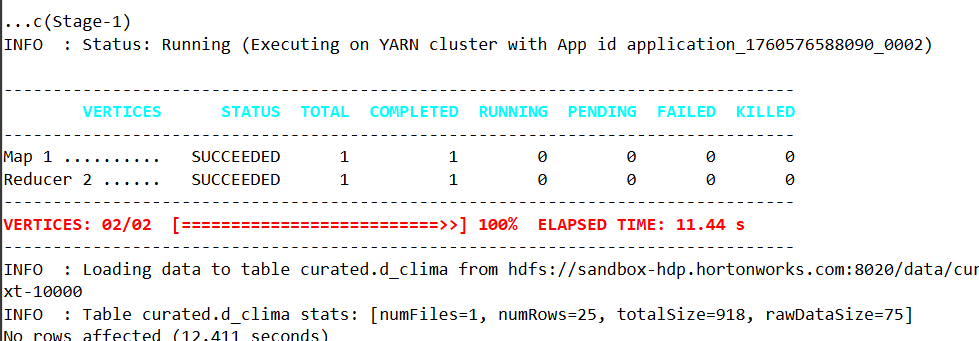 ...c(Stage-1)
INFO  : Status: Running (Executing on YARN cluster with App id application_1760576588090_0002)
--------------------------------------------------------------------------------
        VERTICES      STATUS  TOTAL  COMPLETED  RUNNING  PENDING  FAILED  KILLED
--------------------------------------------------------------------------------
Map 1 ..........   SUCCEEDED      1          1        0        0       0       0
Reducer 2 ......   SUCCEEDED      1          1        0        0       0       0
--------------------------------------------------------------------------------
VERTICES: 02/02  [==========================>>] 100%  ELAPSED TIME: 11.44 s
--------------------------------------------------------------------------------
INFO  : Loading data to table curated.d_clima from hdfs://sandbox-hdp.hortonworks.com:8020/data/cur
xt-10000
INFO  : Table curated.d_clima stats: [numFiles=1, numRows=25, totalSize=918, rawDataSize=75]
No rows affected (12.411 seconds)